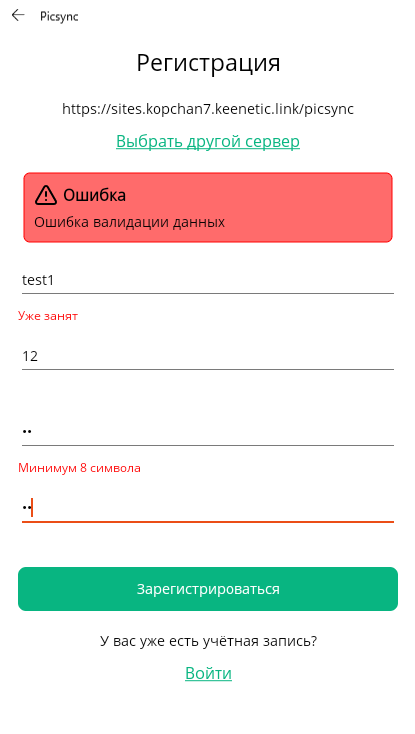 Picsync
Регистрация
https://sites.kopchan7.keenetic.link/picsync
Выбрать другой сервер
Ошибка
Ошибка валидации данных
test1
Уже занят
12
••
Минимум 8 символа
••
Зарегистрироваться
У вас уже есть учётная запись?
Войти